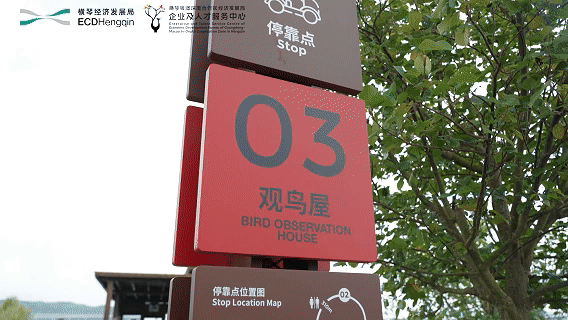 横琴经济发展局
ECDHengqin
企业及人才服务中心
停靠点
Stop
03
观鸟屋
BIRD OBSERVATION
HOUSE
停靠点位置图
Stop Location Map
02